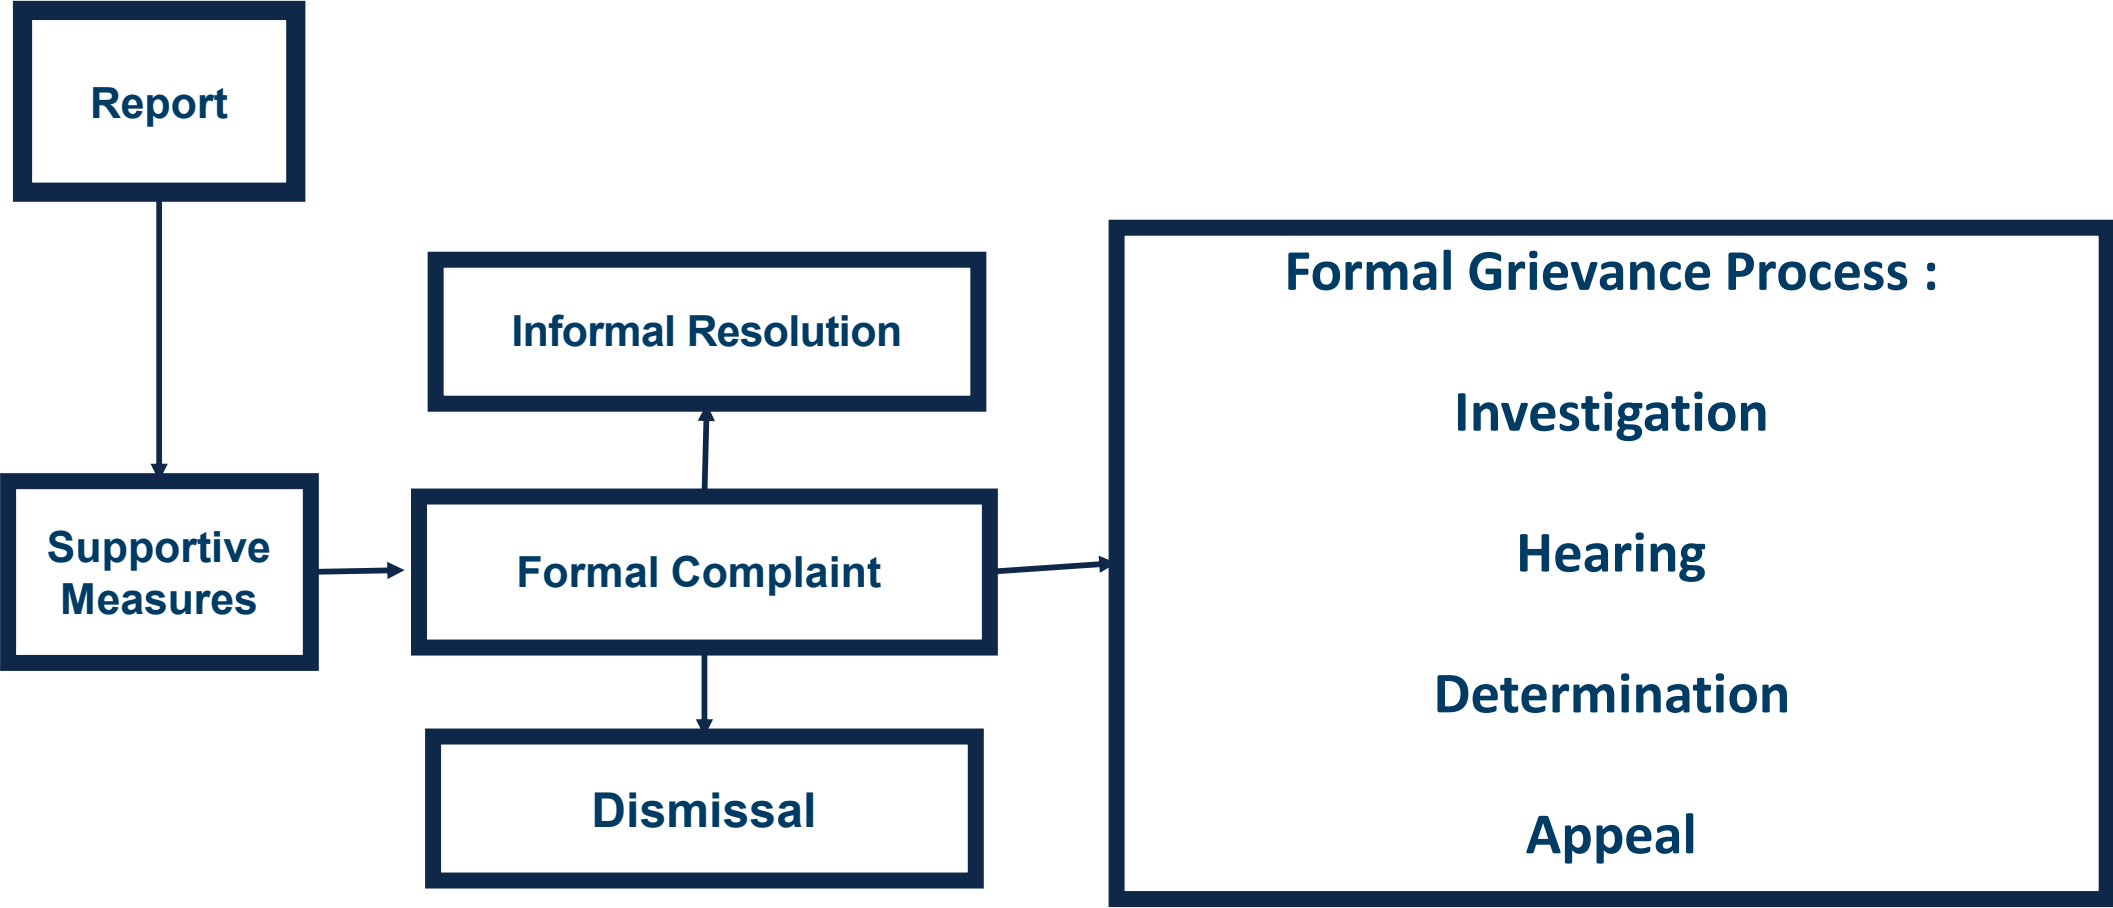 Report
Supportive
Measures
Informal Resolution
Formal Complaint
Dismissal
Formal Grievance Process :
Investigation
Hearing
Determination
Appeal